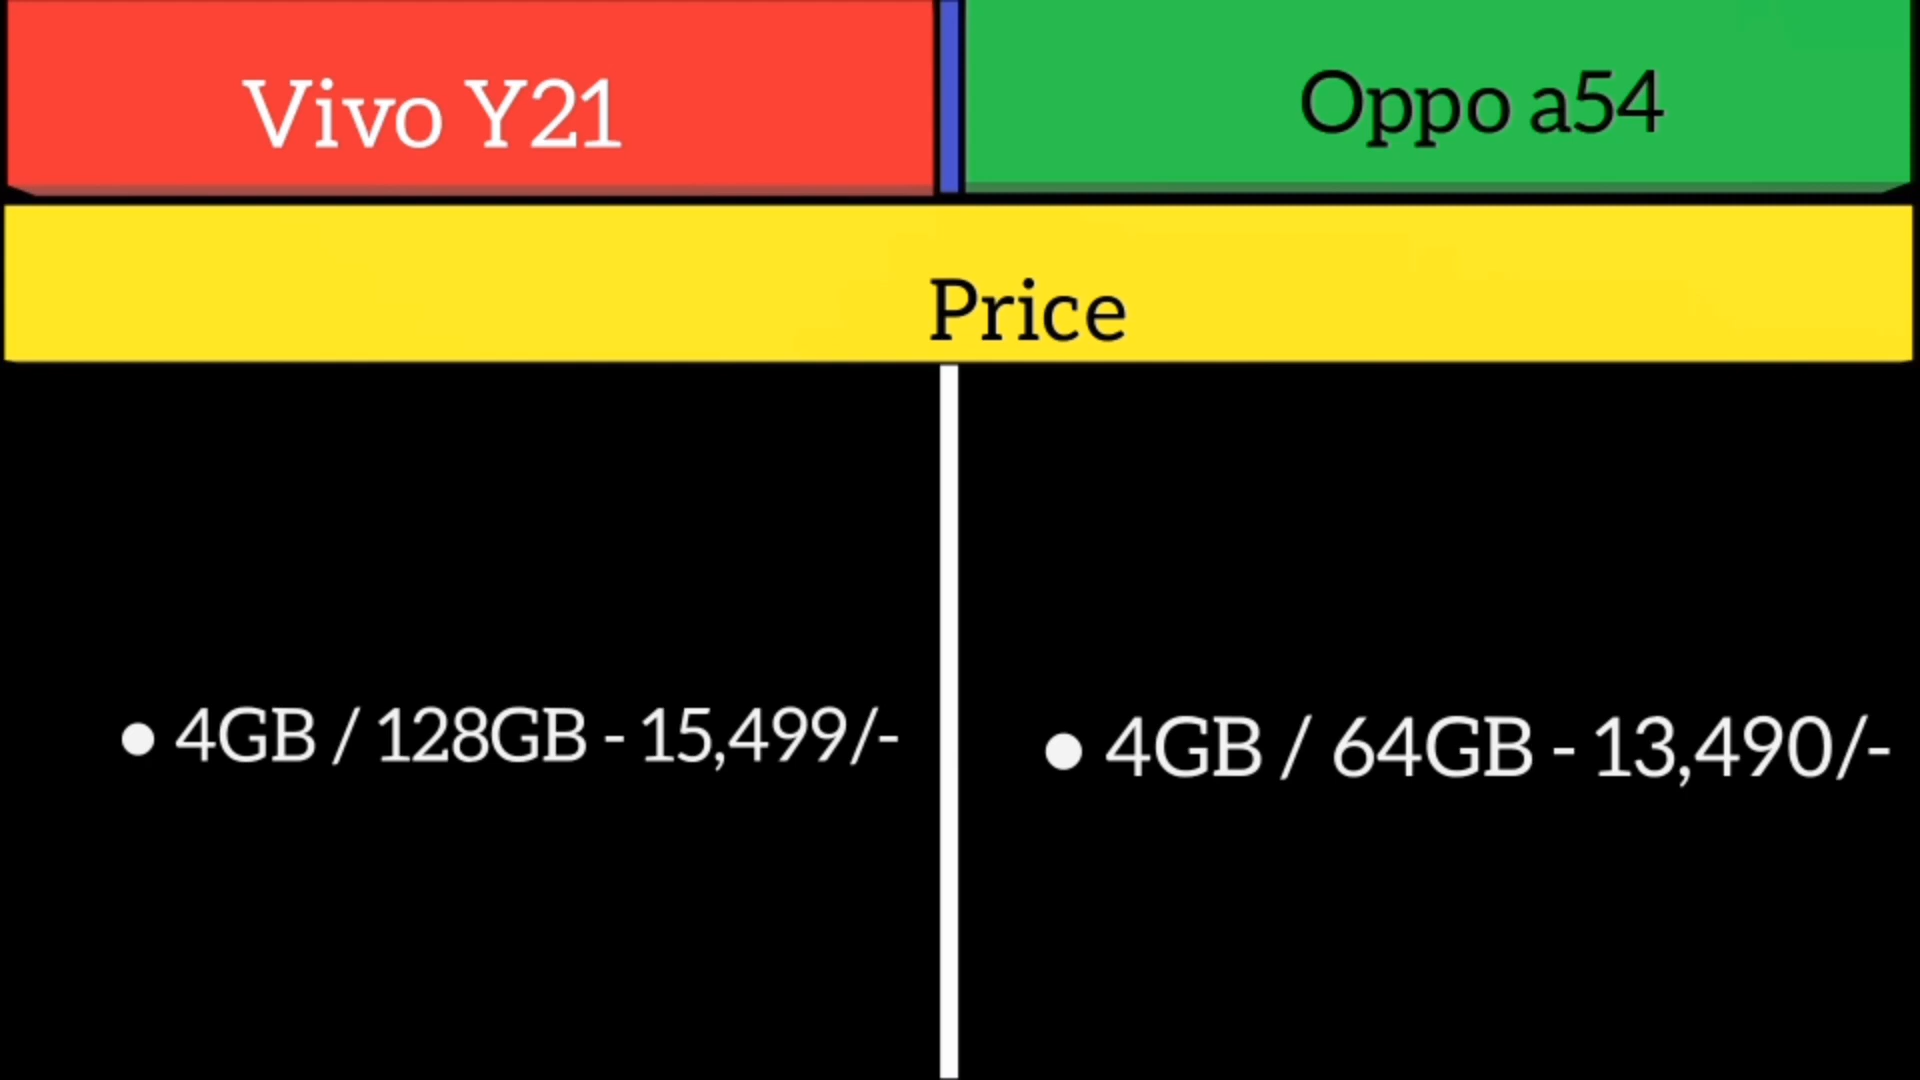 Vivo Y21
Oppo a54
Price
● 4GB / 128GB - 15,499/-
● 4GB / 64GB - 13,490/-